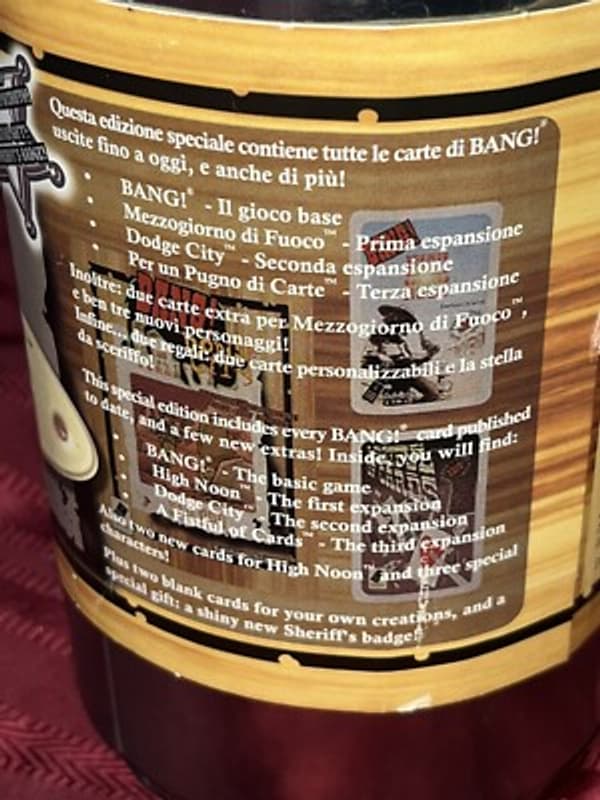 Questa edizione speciale contiene tutte le carte di BANG!®
uscite fino a oggi, e anche di più!
• BANG!® - Il gioco base
• Mezzogiorno di Fuoco™ - Prima espansione
• Dodge City™ - Seconda espansione
• Per un Pugno di Carte™ - Terza espansione
Inoltre: due carte extra per Mezzogiorno di Fuoco™,
e ben tre nuovi personaggi!
Infine... due regali: due carte personalizzabili e la stella
da sceriffo!
This special edition includes every BANG!® card published
to date, and a few new extras! Inside, you will find:
• BANG!® - The basic game
• High Noon™ - The first expansion
• Dodge City™ - The second expansion
• A Fistful of Cards™ - The third expansion
Also two new cards for High Noon™ and three special
characters!
Plus two blank cards for your own creations, and a
special gift: a shiny new Sheriff's badge!